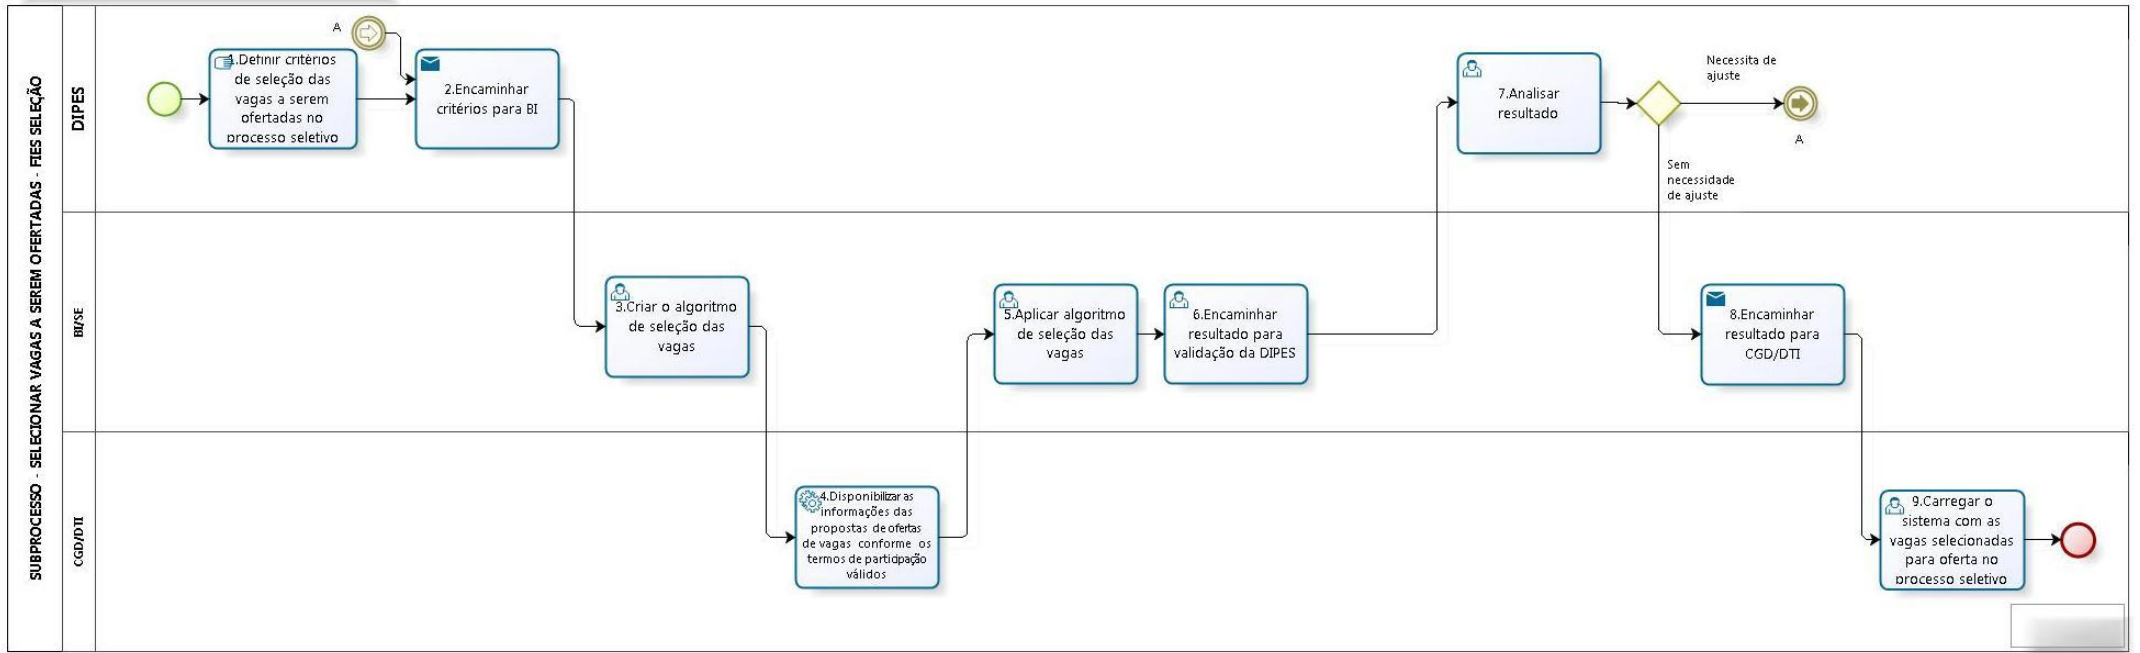 SUBPROCESSO - SELECIONAR VAGAS A SEREM OFERTADAS - FIES SELEÇÃO
DIPES
A
1.Definir critérios
de seleção das
vagas a serem
ofertadas no
processo seletivo
2.Encaminhar
critérios para BI
7.Analisar
resultado
Necessita de
ajuste
A
Sem
necessidade
de ajuste
BI/SE
3.Criar o algoritmo
de seleção das
vagas
5.Aplicar algoritmo
de seleção das
vagas
6.Encaminhar
resultado para
validação da DIPES
8.Encaminhar
resultado para
CGD/DTI
CGD/DTI
4.Disponibilizar as
informações das
propostas de ofertas
de vagas conforme os
termos de participação
válidos
9.Carregar o
sistema com as
vagas selecionadas
para oferta no
processo seletivo